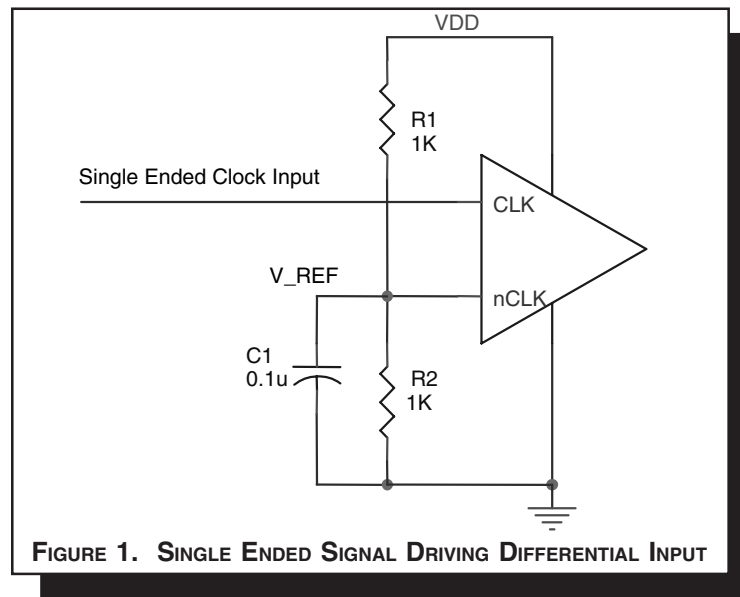 VDD
R1
1K
Single Ended Clock Input
CLK
V_REF
nCLK
C1
0.1u
R2
1K
FIGURE 1. SINGLE ENDED SIGNAL DRIVING DIFFERENTIAL INPUT